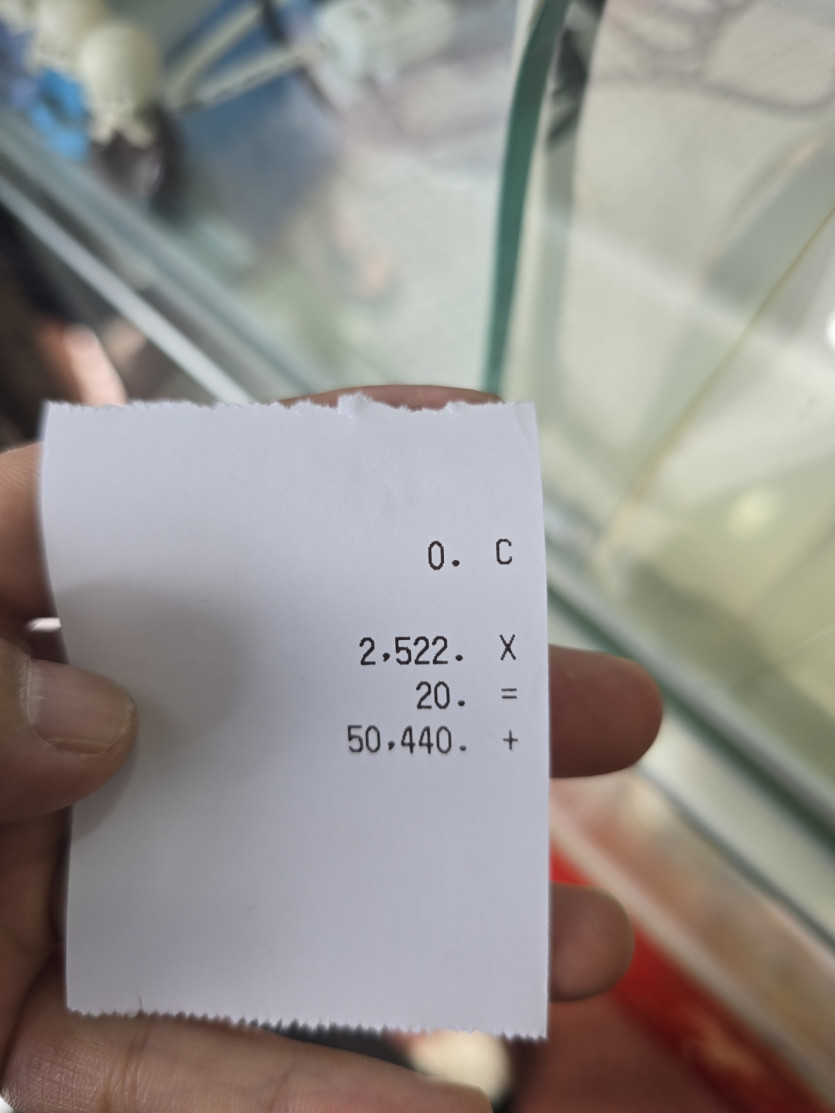 0. C
2,522. X
20. =
50,440. +